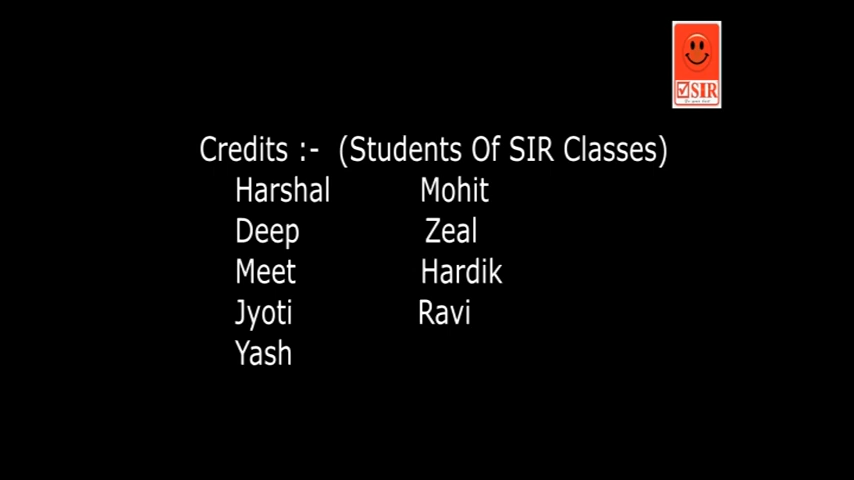 SIR
Credits :- (Students Of SIR Classes)
Harshal Mohit
Deep Zeal
Meet Hardik
Jyoti Ravi
Yash